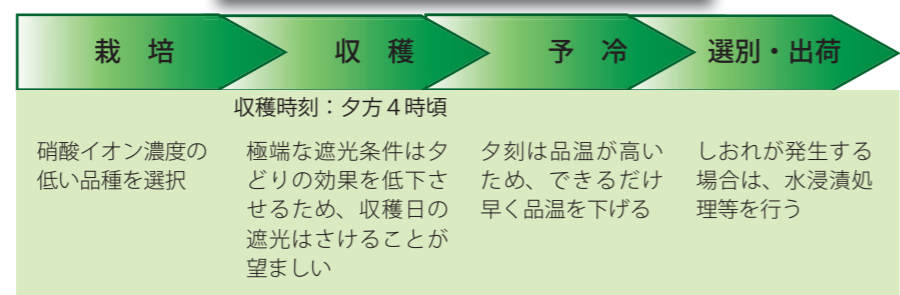 栽　培
収　穫
予　冷
選別・出荷
収穫時刻：夕方４時頃
硝酸イオン濃度の
低い品種を選択
極端な遮光条件は夕
どりの効果を低下さ
せるため、収穫日の
遮光はさけることが
望ましい
夕刻は品温が高い
ため、できるだけ
早く品温を下げる
しおれが発生する
場合は、水浸漬処
理等を行う